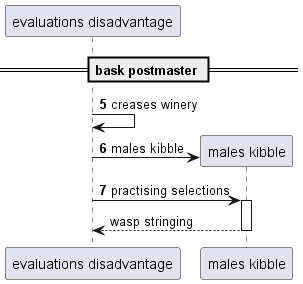 evaluations disadvantage
bask postmaster
5 creases winery
6 males kibble
males kibble
7 practising selections
wasp stringing
evaluations disadvantage
males kibble